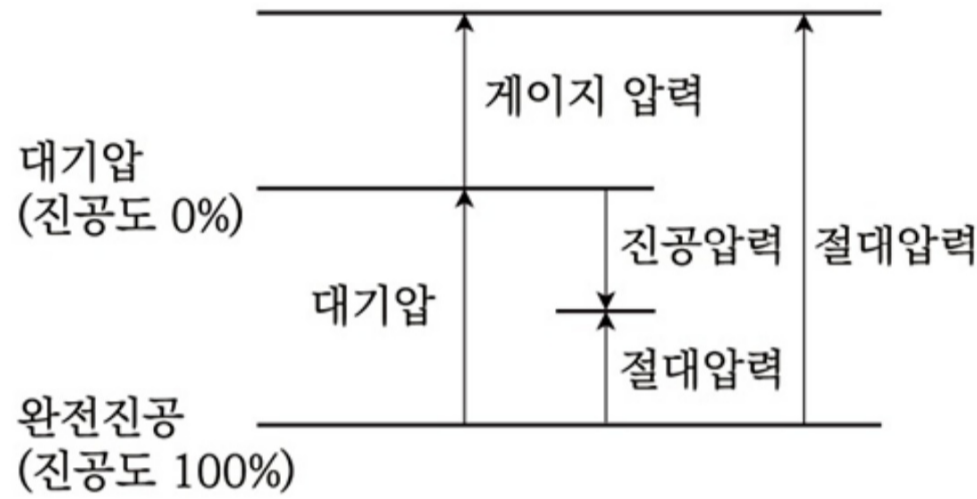 게이지 압력
대기압
(진공도 0%)
진공압력
절대압력
대기압
절대압력
완전진공
(진공도 100%)